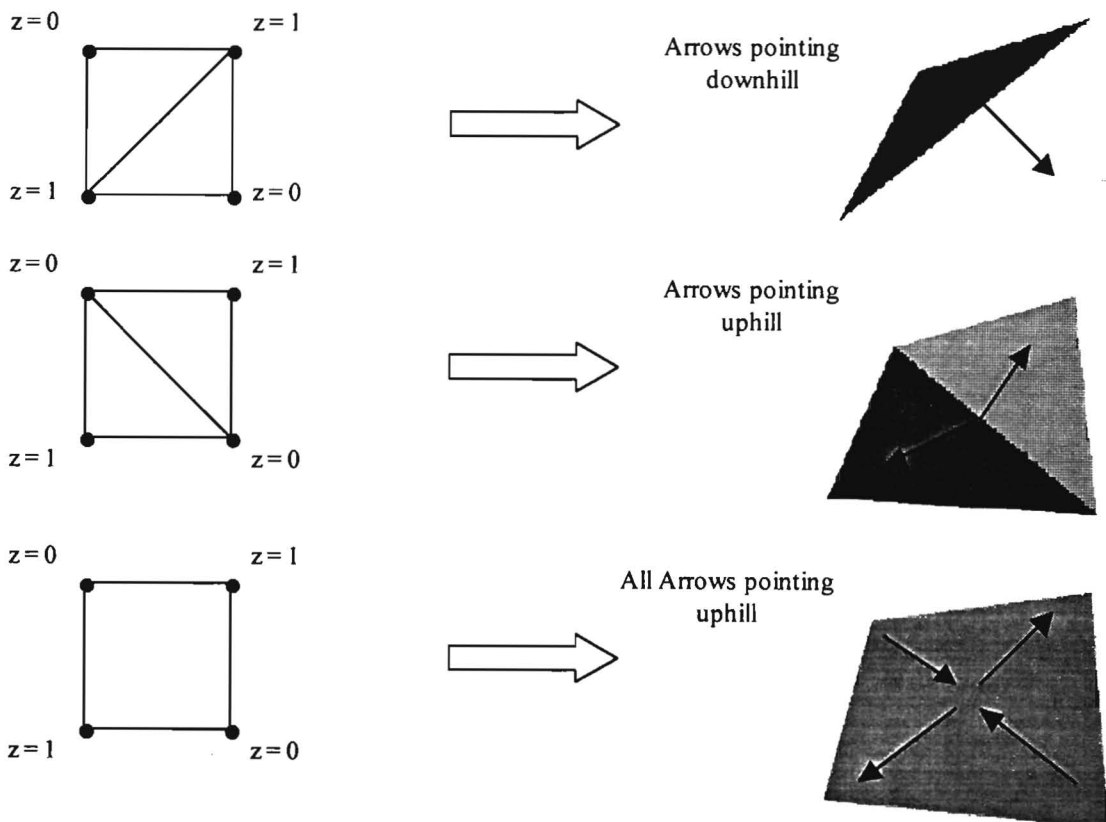 z=0
z=1
Arrows pointing
downhill
z=1
z=0
z=0
z=1
Arrows pointing
uphill
z=1
z=0
z=0
z=1
All Arrows pointing
uphill
z=1
z=0